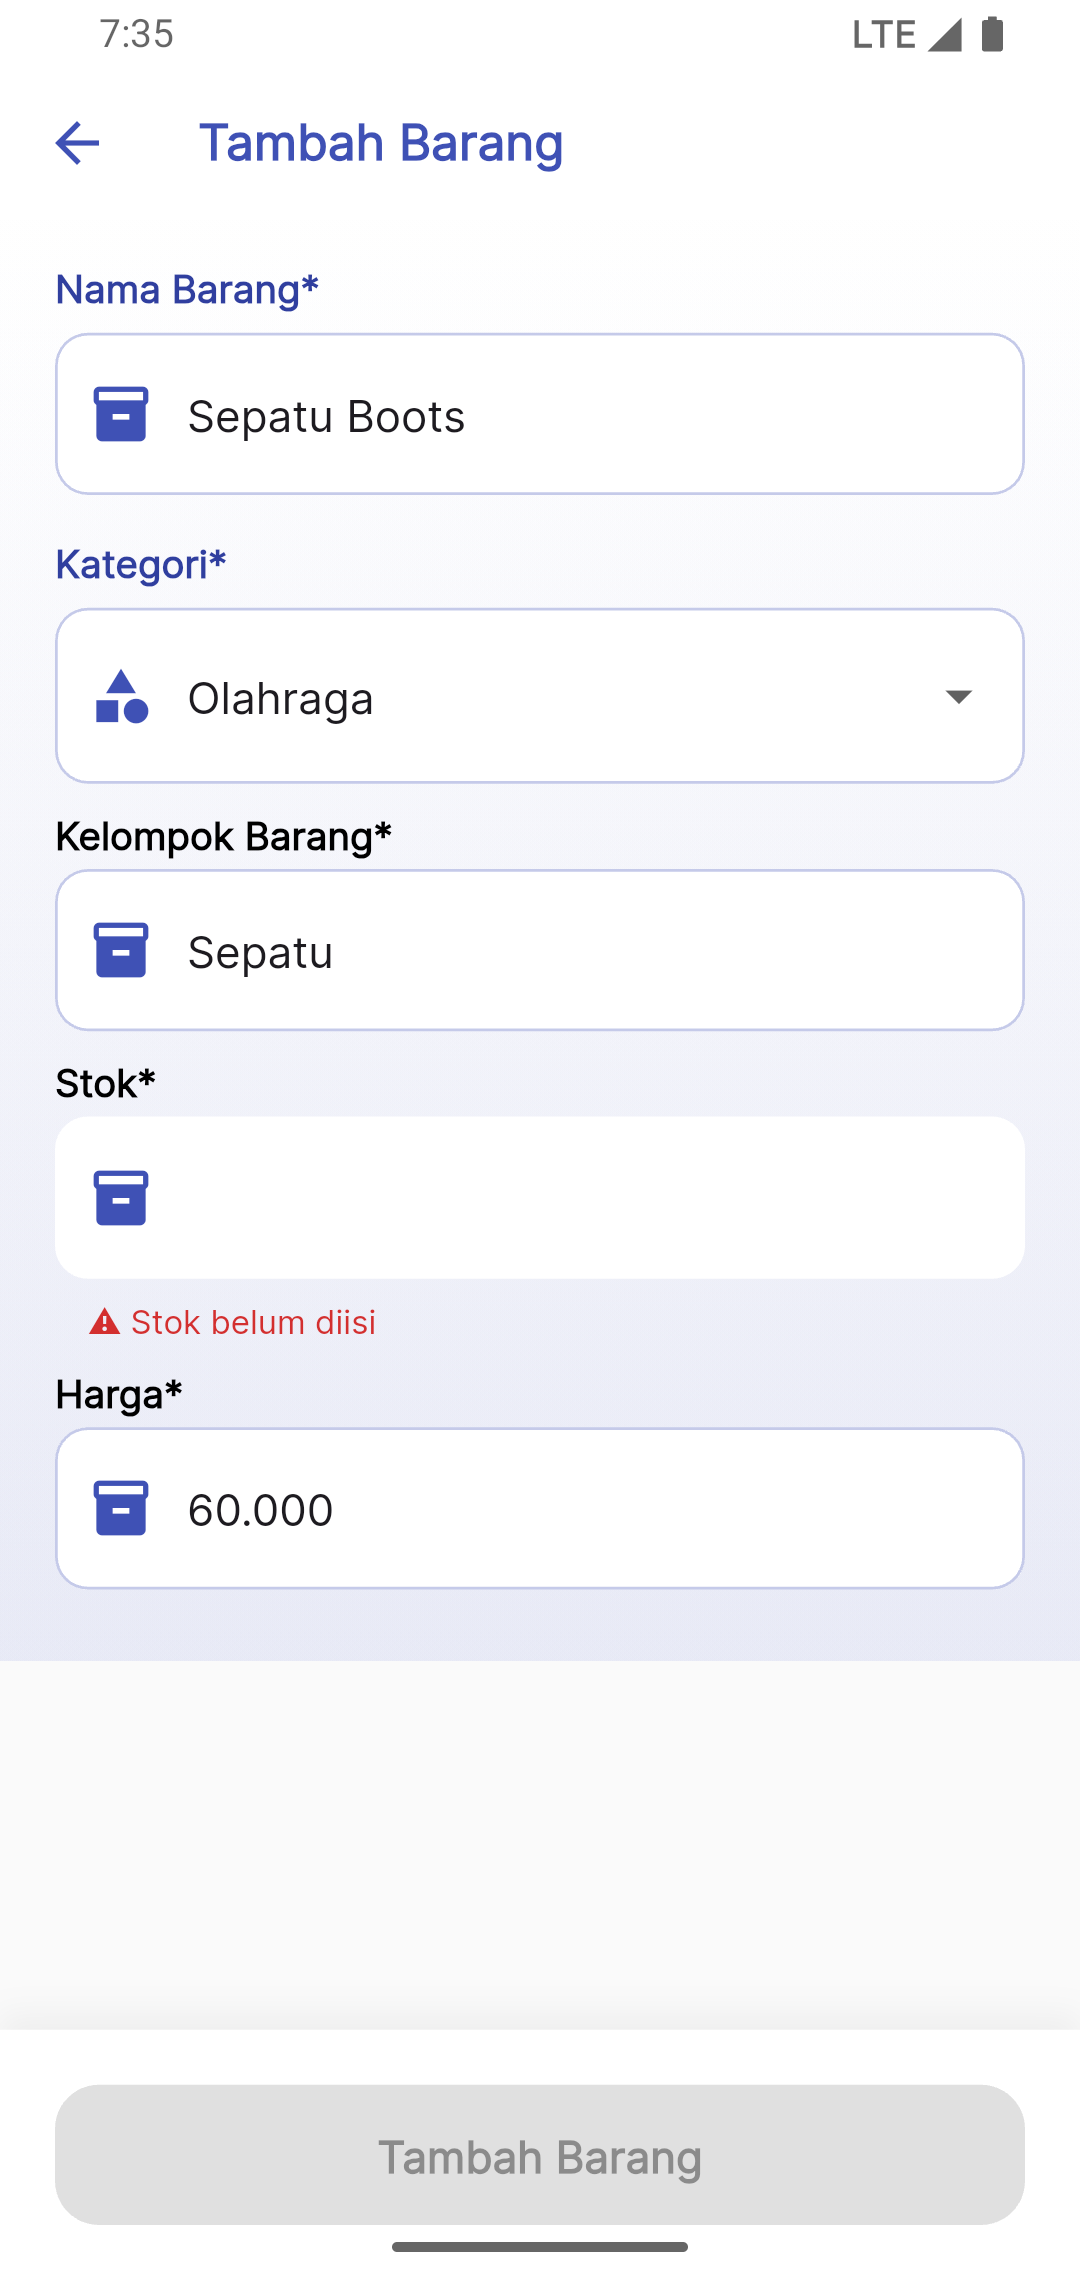 7:35 LTE
Tambah Barang
Nama Barang*
Sepatu Boots
Kategori*
Olahraga
Kelompok Barang*
Sepatu
Stok*
Stok belum diisi
Harga*
60.000
Tambah Barang